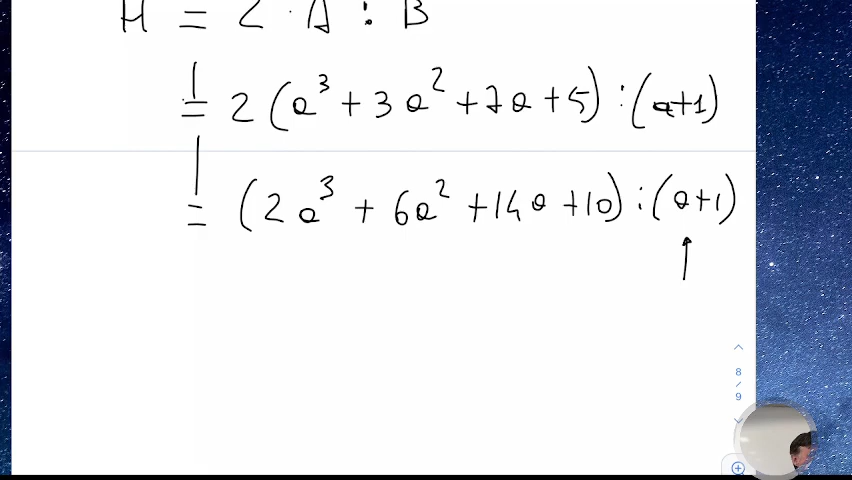 H = 2 · A : B
= 2 (a³ + 3a² + 7a + 5) : (a+1)
= (2a³ + 6a² + 14a + 10) : (a+1)
8
/
9